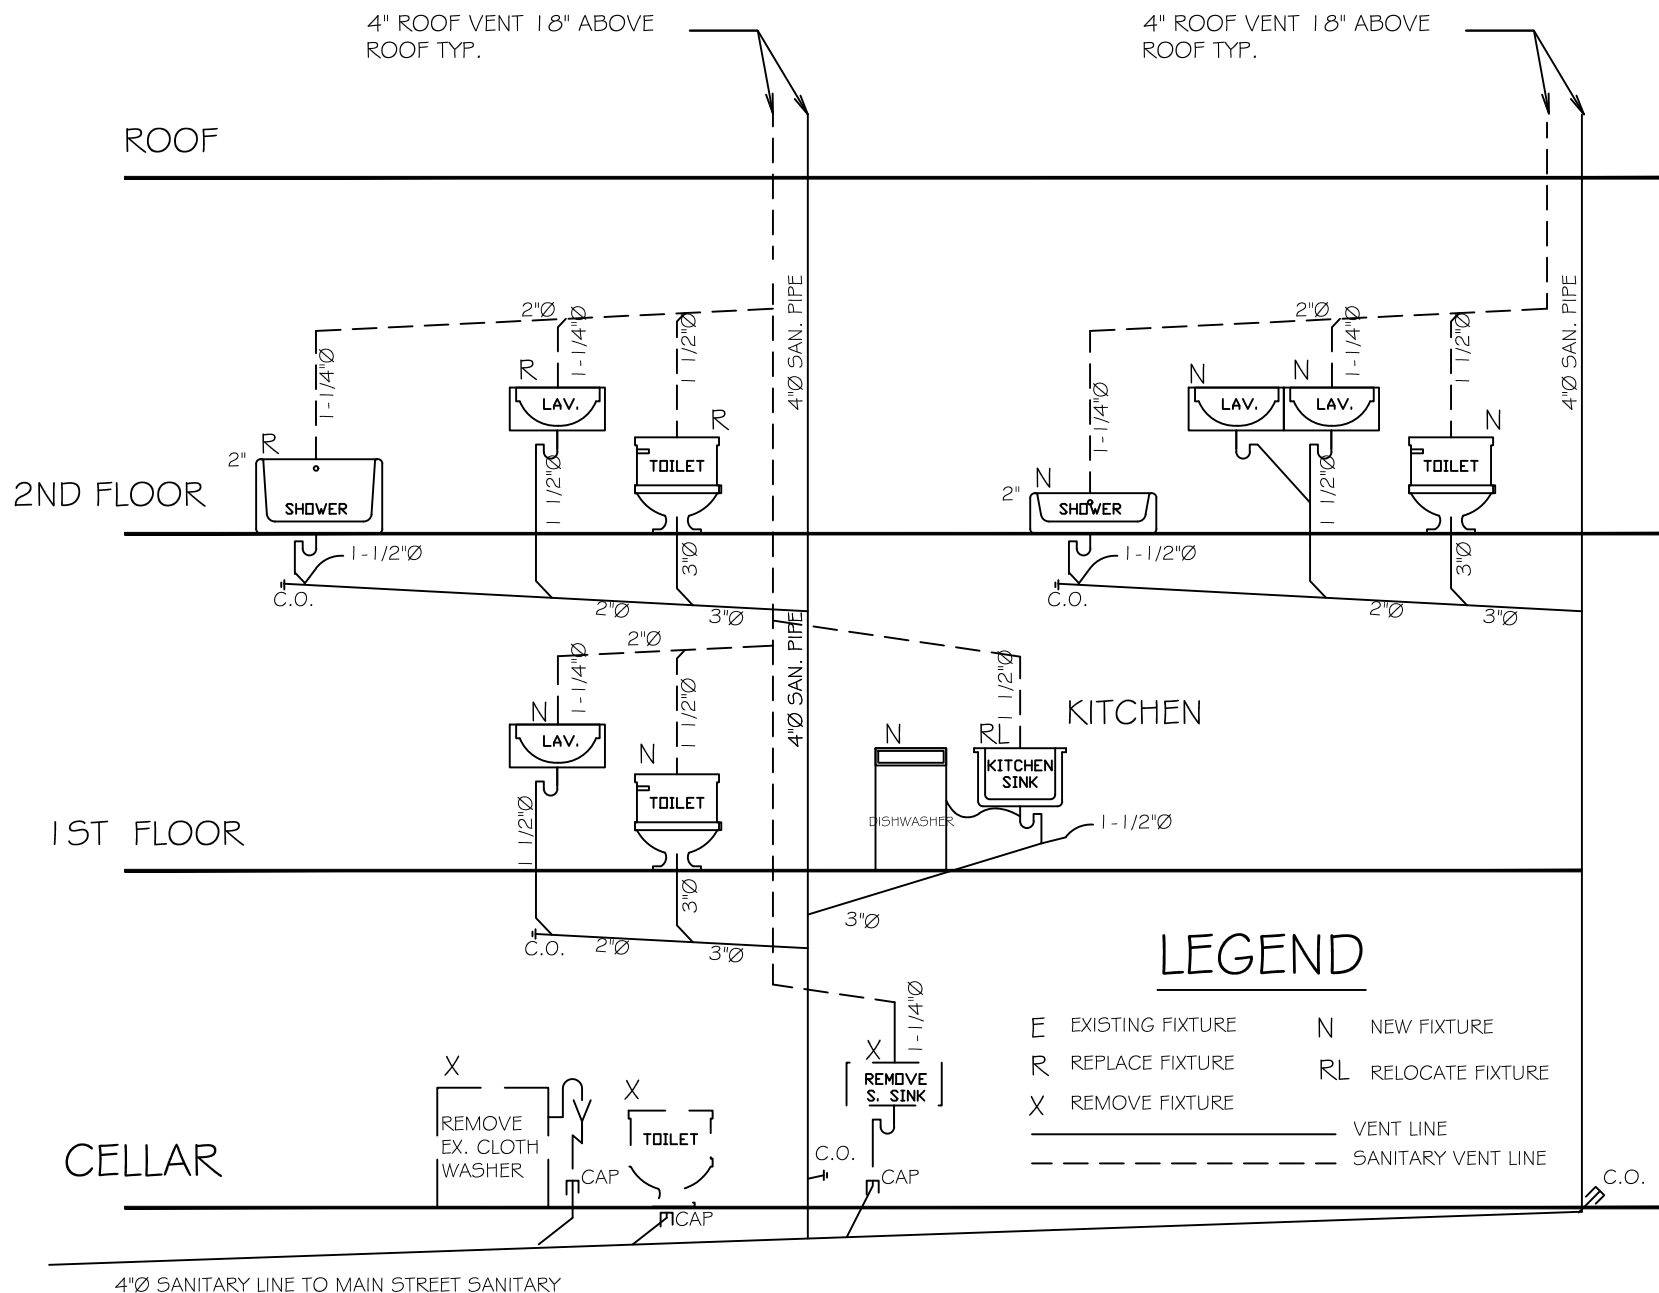 4" ROOF VENT 18" ABOVE
ROOF TYP.
4" ROOF VENT 18" ABOVE
ROOF TYP.
ROOF
4"Ø SAN. PIPE
4"Ø SAN. PIPE
2"Ø
1-1/4"Ø
1 1/2"Ø
1-1/4"Ø
R
LAV.
R
TOILET
R
2"
SHOWER
1 1/2"Ø
2"Ø
1-1/4"Ø
1 1/2"Ø
1-1/4"Ø
N
LAV.
N
LAV.
N
TOILET
N
2"
SHOWER
1 1/2"Ø
2ND FLOOR
1-1/2"Ø
3"Ø
C.O.
2"Ø
3"Ø
1-1/2"Ø
3"Ø
C.O.
2"Ø
3"Ø
4"Ø SAN. PIPE
2"Ø
1-1/4"Ø
1 1/2"Ø
1 1/2"Ø
KITCHEN
N
LAV.
N
TOILET
N
DISHWASHER
RL
KITCHEN
SINK
1-1/2"Ø
1 1/2"Ø
1ST FLOOR
3"Ø
3"Ø
C.O.
2"Ø
3"Ø
LEGEND
E EXISTING FIXTURE
N NEW FIXTURE
R REPLACE FIXTURE
RL RELOCATE FIXTURE
X REMOVE FIXTURE
VENT LINE
SANITARY VENT LINE
1-1/4"Ø
X
REMOVE
S. SINK
X
REMOVE
EX. CLOTH
WASHER
X
TOILET
CELLAR
CAP
CAP
C.O.
CAP
C.O.
4"Ø SANITARY LINE TO MAIN STREET SANITARY